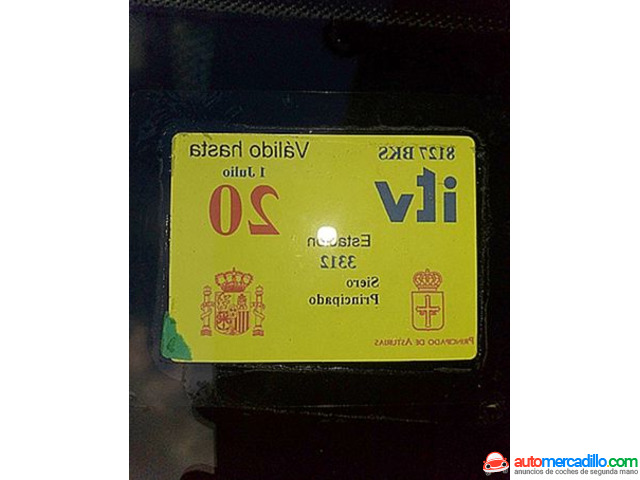 8127 BKS
Válido hasta
itv
1 Julio
20
Estación
3312
Siero
Principado
PRINCIPADO DE ASTURIAS
automercadillo.com
anuncios de coches de segunda mano